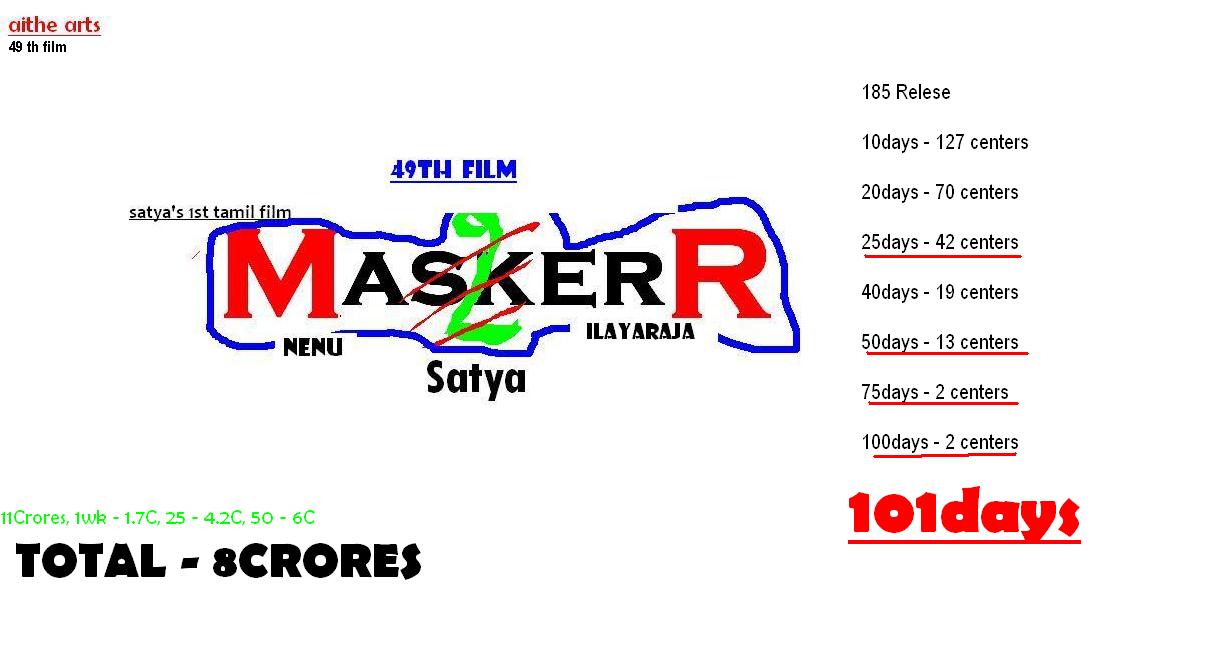 aithe arts
49 th film
49TH FILM
satya's 1st tamil film
MASKERR
2
NENU
ILAYARAJA
Satya
185 Relese
10days - 127 centers
20days - 70 centers
25days - 42 centers
40days - 19 centers
50days - 13 centers
75days - 2 centers
100days - 2 centers
101days
11Crores, 1wk - 1.7C, 25 - 4.2C, 50 - 6C
TOTAL - 8CRORES